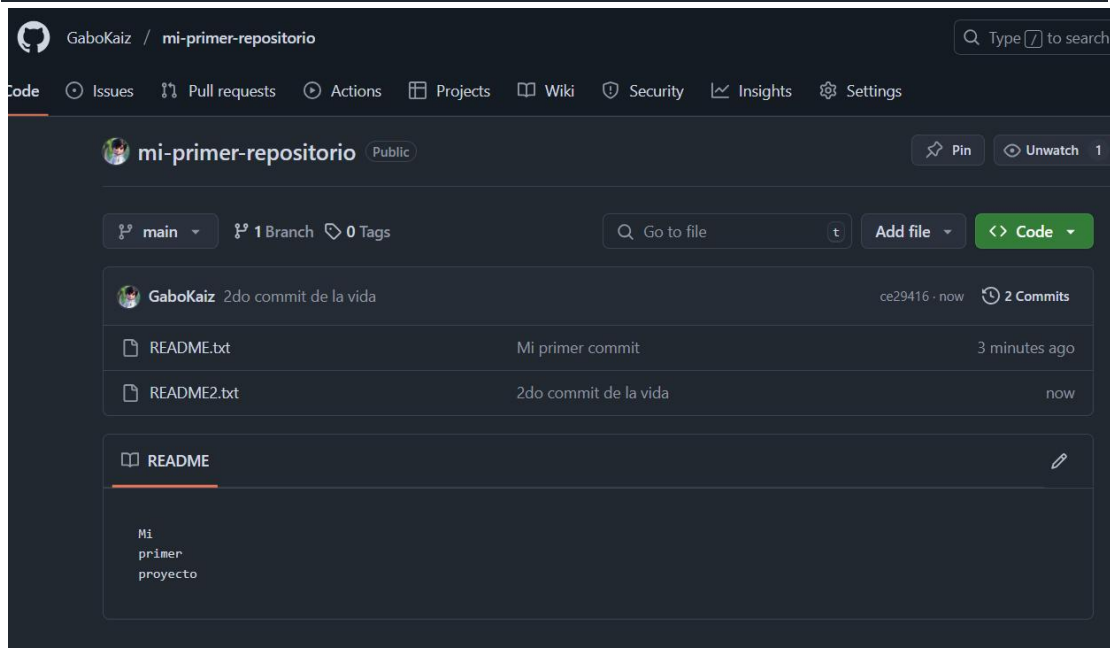 GaboKaiz / mi-primer-repositorio
Type / to search
Code Issues Pull requests Actions Projects Wiki Security Insights Settings
mi-primer-repositorio Public
Pin Unwatch 1
main 1 Branch 0 Tags
Go to file t Add file Code
GaboKaiz 2do commit de la vida ce29416 · now 2 Commits
README.txt Mi primer commit 3 minutes ago
README2.txt 2do commit de la vida now
README
Mi
primer
proyecto